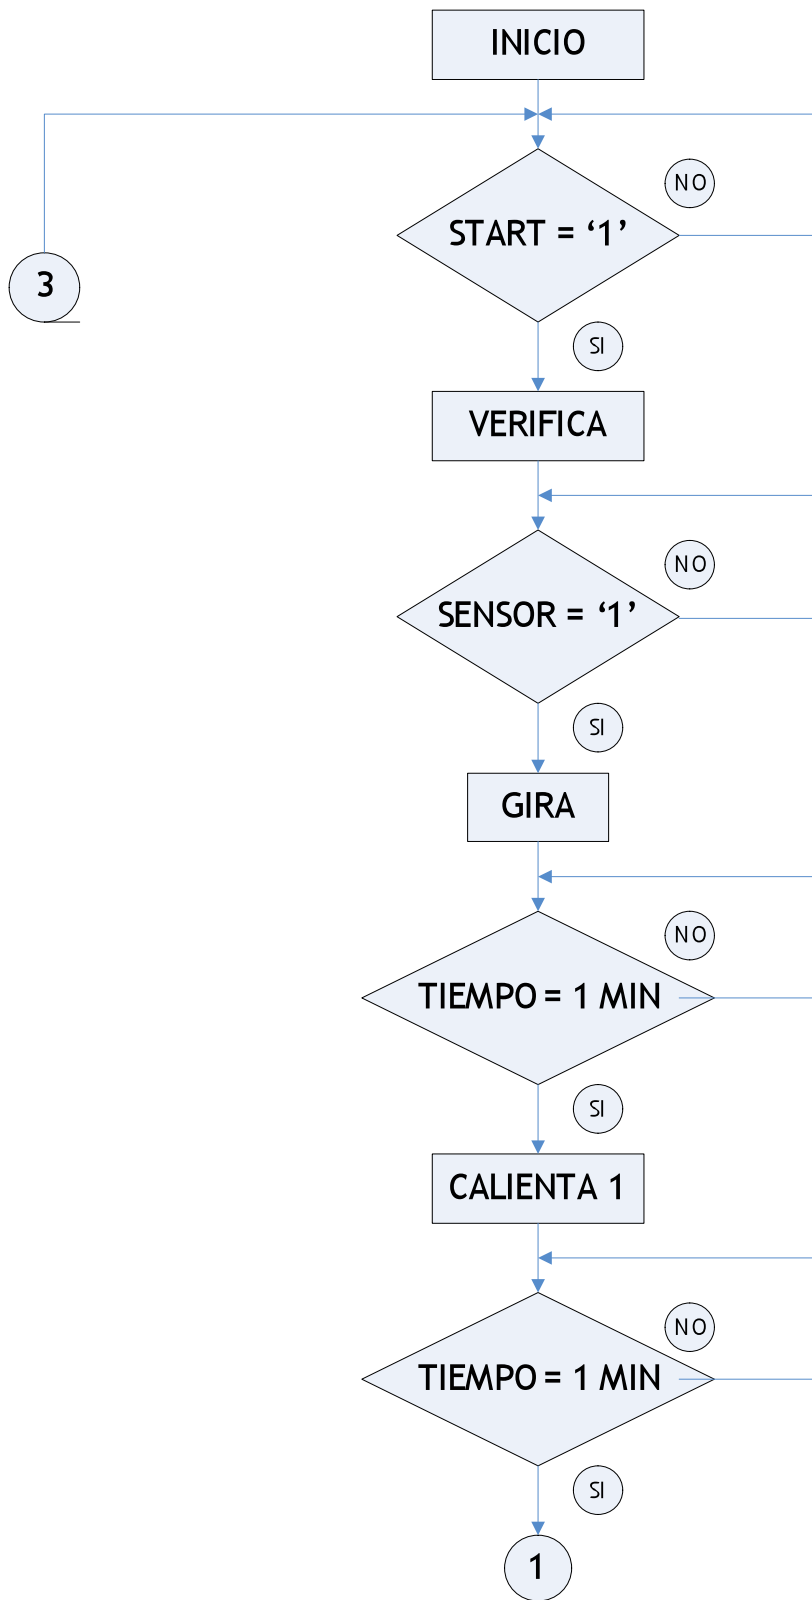 INICIO
NO
START = ‘1’
3
SI
VERIFICA
NO
SENSOR = ‘1’
SI
GIRA
NO
TIEMPO = 1 MIN
SI
CALIENTA 1
NO
TIEMPO = 1 MIN
SI
1